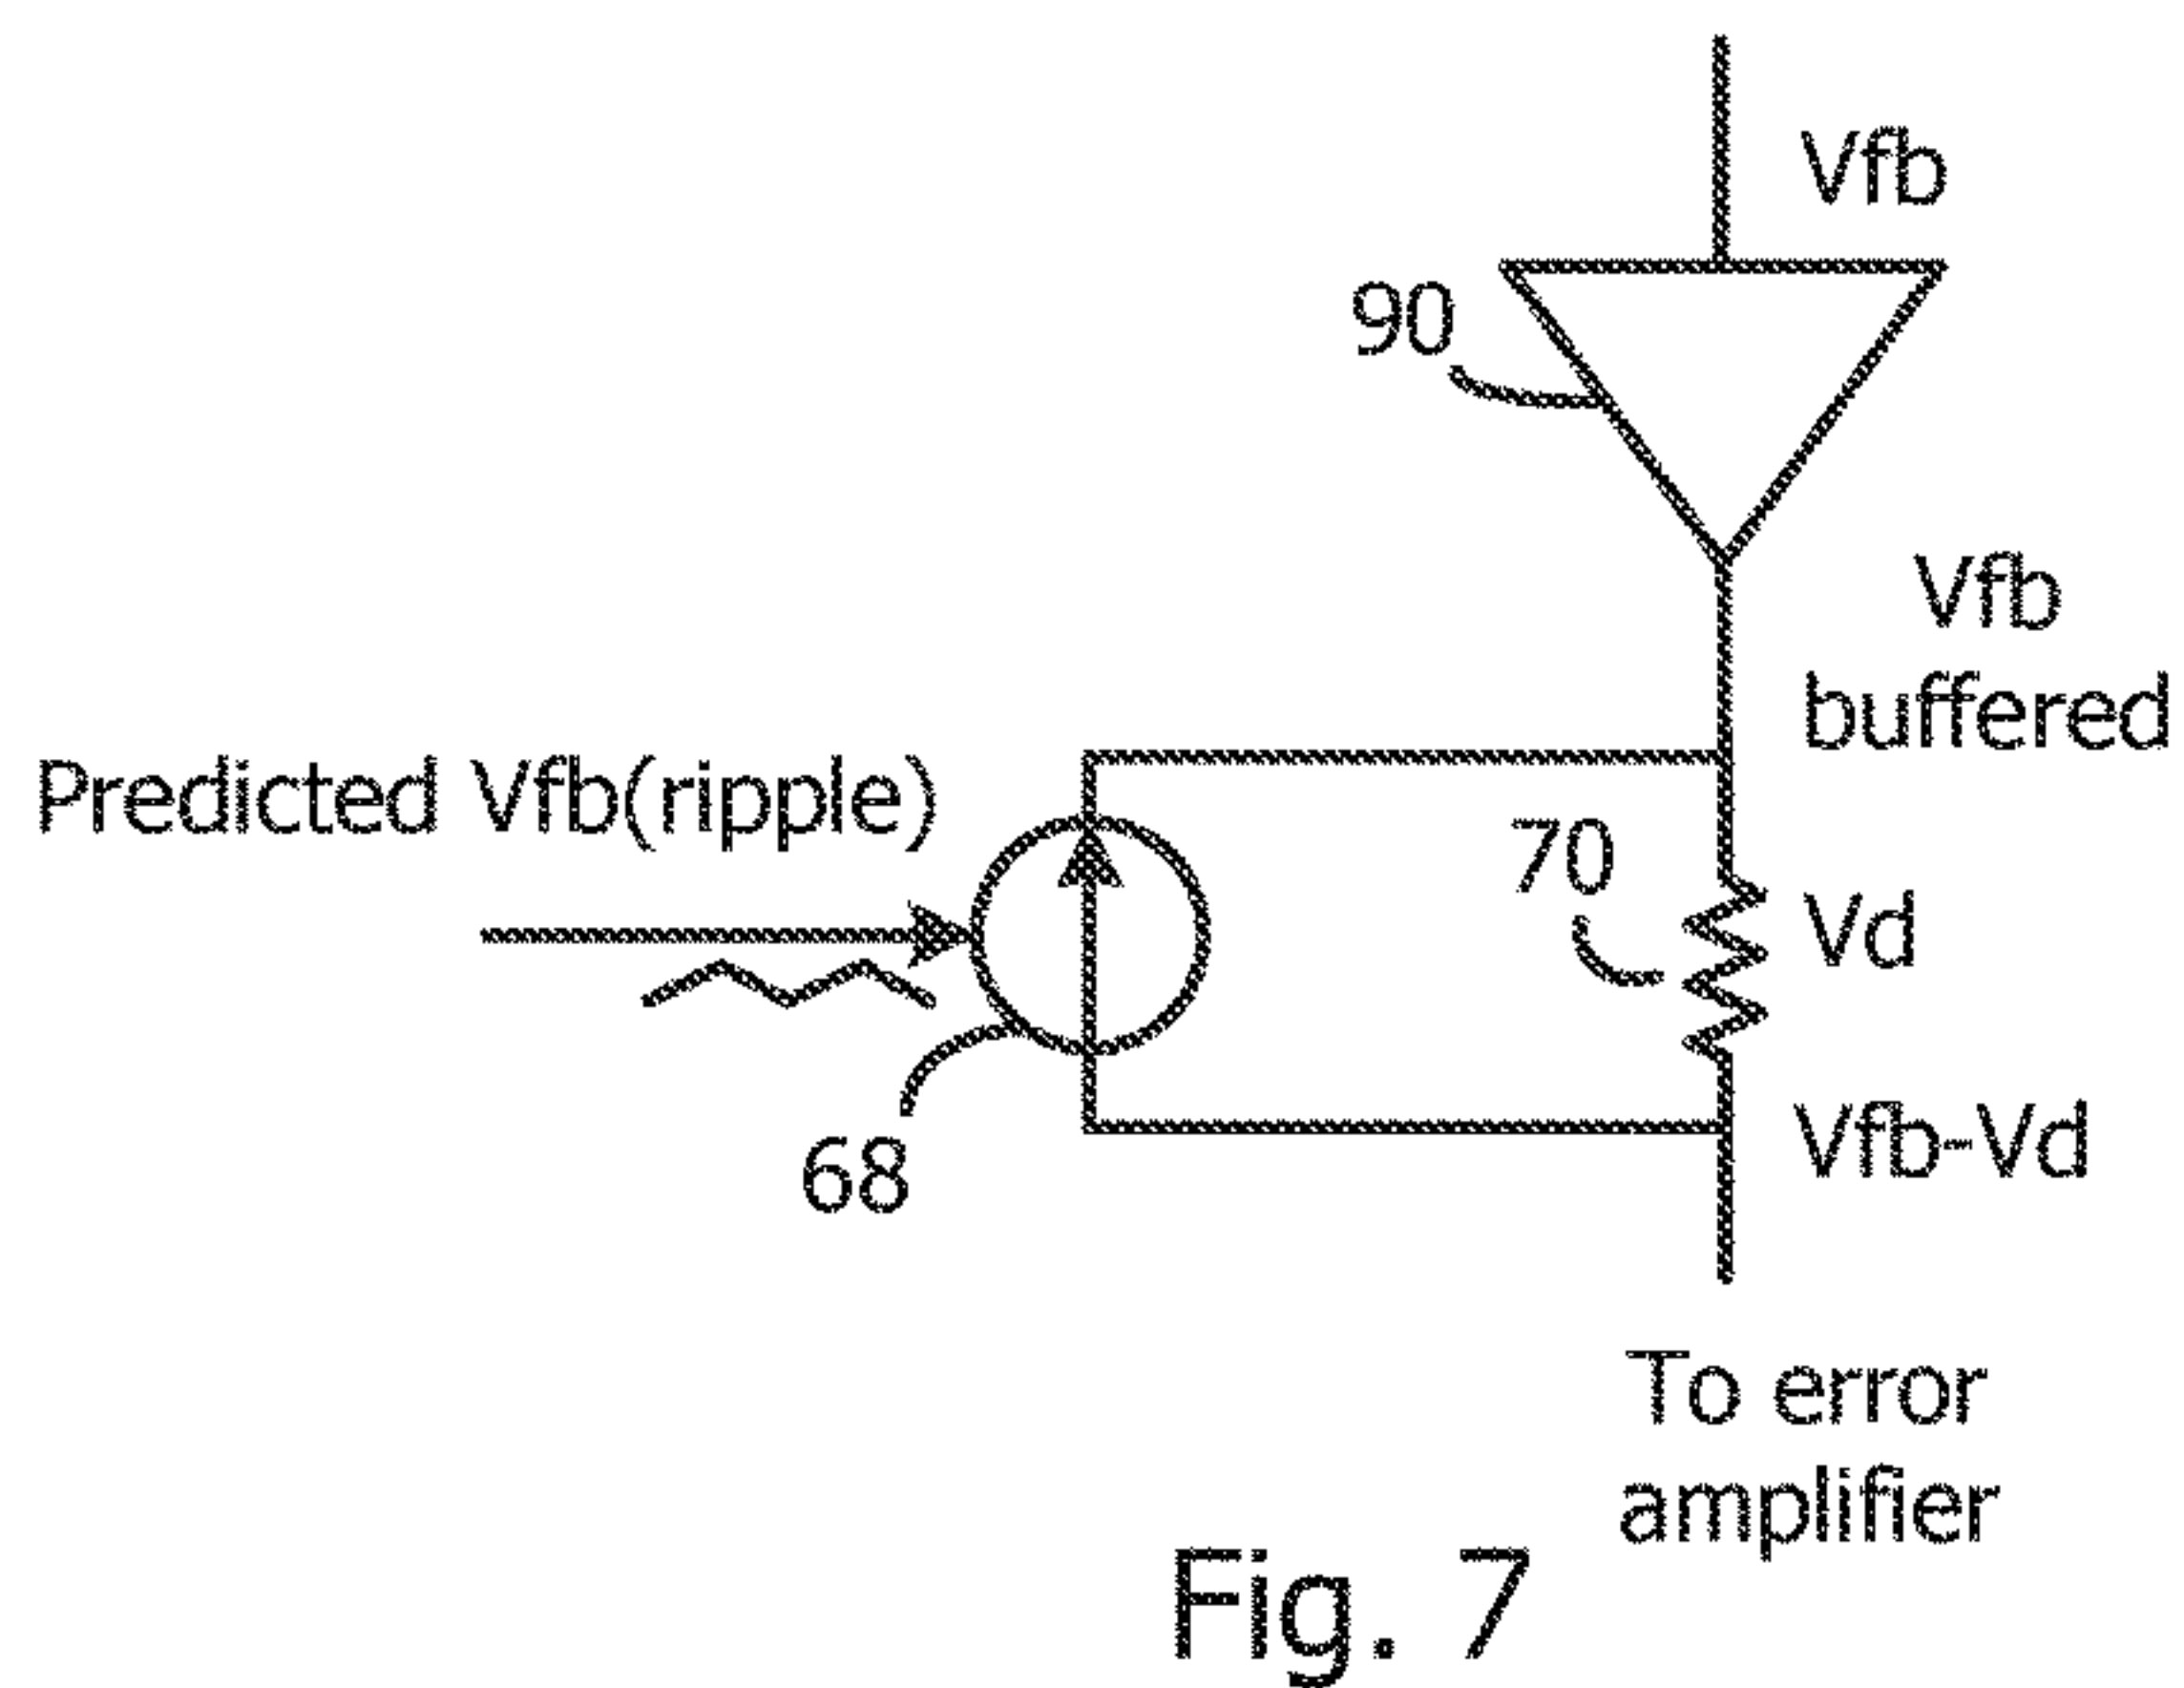 Vfb
90
Vfb
buffered
Predicted Vfb(ripple)
70
Vd
68
Vfb-Vd
To error
amplifier
Fig. 7